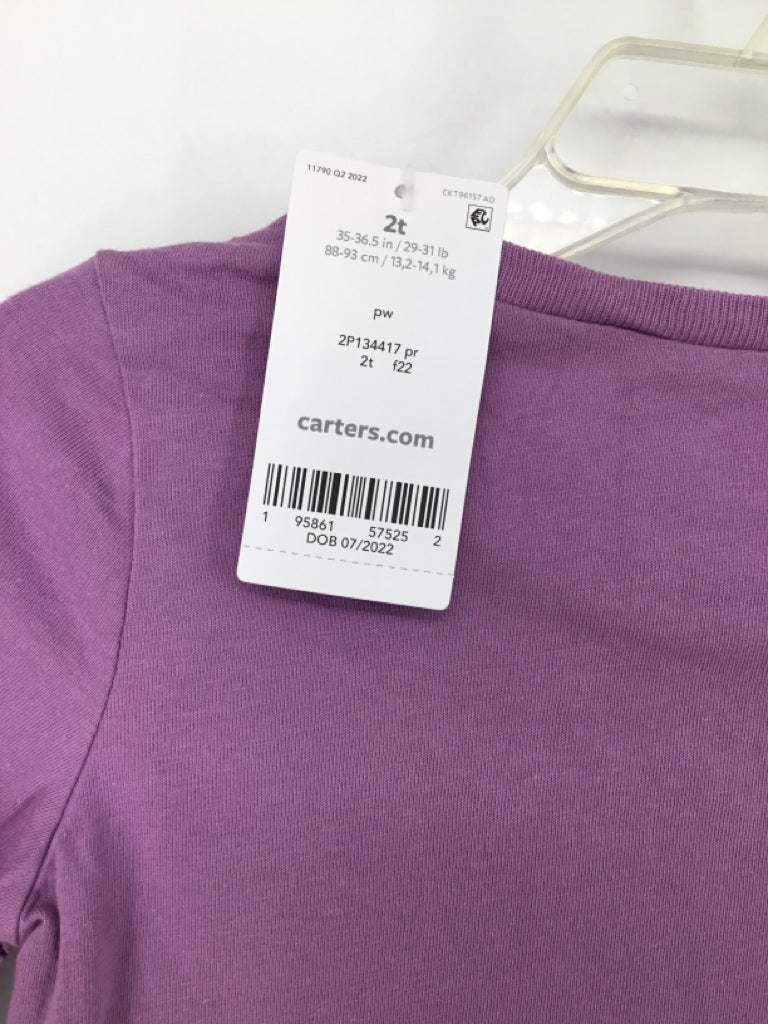 11790 Q2 2022
CKT96157 AD
2t
35-36.5 in / 29-31 lb
88-93 cm / 13,2-14,1 kg
pw
2P134417 pr
2t f22
carters.com
1 95861 57525 2
DOB 07/2022